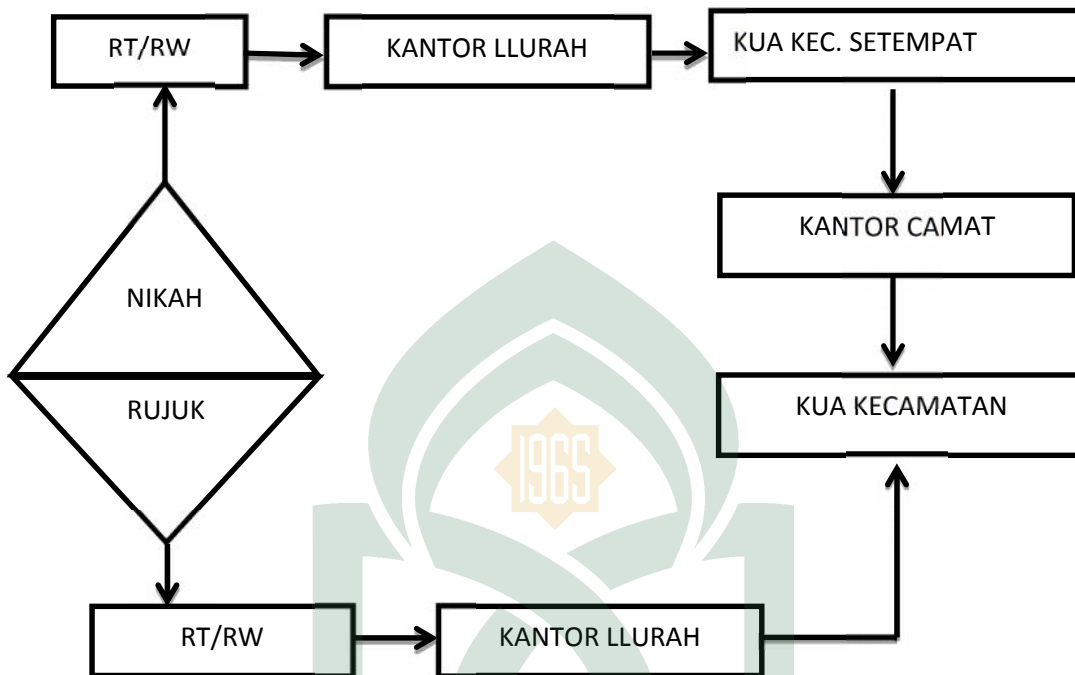 RT/RW
KANTOR LLURAH
KUA KEC. SETEMPAT
KANTOR CAMAT
NIKAH
RUJUK
KUA KECAMATAN
1965
RT/RW
KANTOR LLURAH